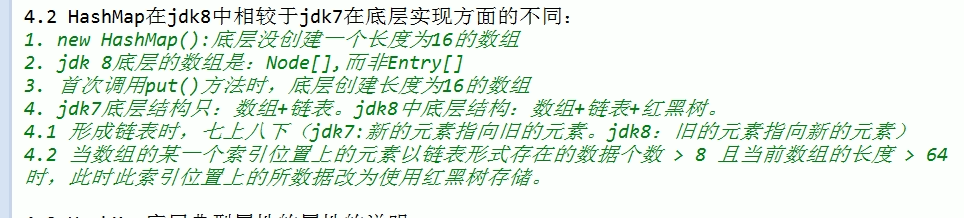 4.2 HashMap在jdk8中相较于jdk7在底层实现方面的不同：
1. new HashMap():底层没创建一个长度为16的数组
2. jdk 8底层的数组是：Node[],而非Entry[]
3. 首次调用put()方法时，底层创建长度为16的数组
4. jdk7底层结构只：数组+链表。jdk8中底层结构：数组+链表+红黑树。
4.1 形成链表时，七上八下（jdk7:新的元素指向旧的元素。jdk8：旧的元素指向新的元素）
4.2 当数组的某一个索引位置上的元素以链表形式存在的数据个数 > 8 且当前数组的长度 > 64
时，此时此索引位置上的所数据改为使用红黑树存储。